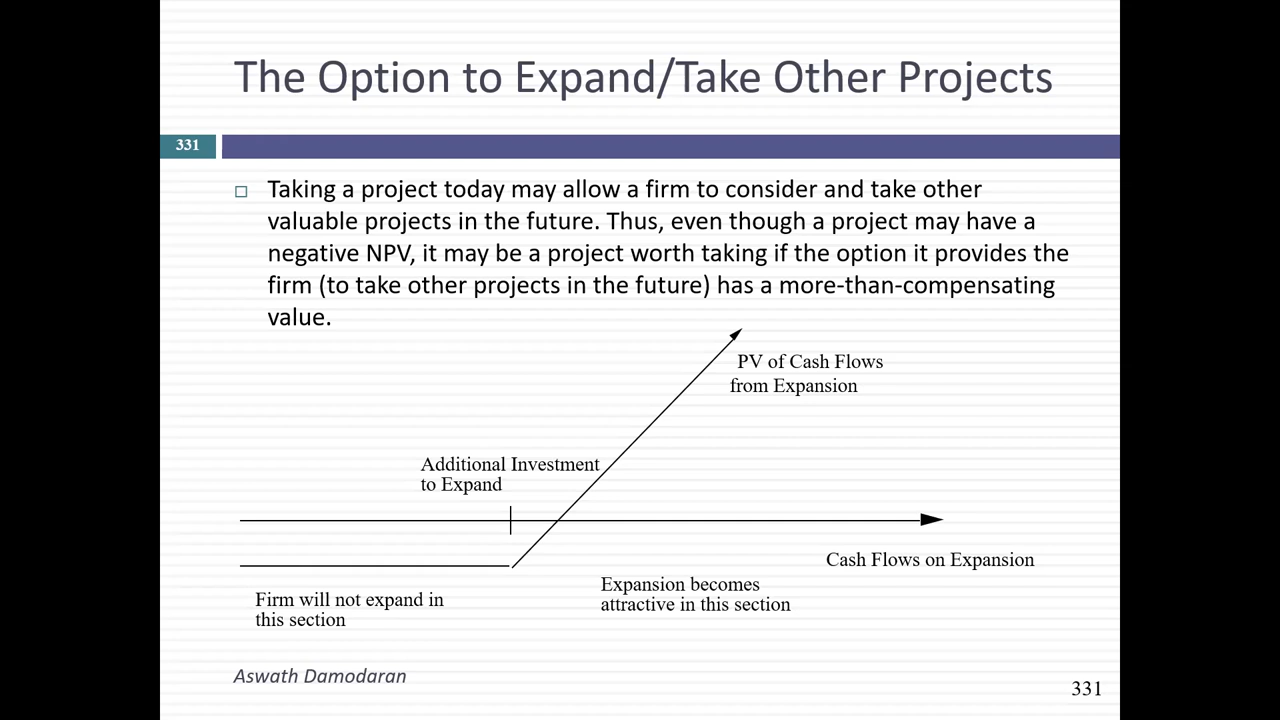 The Option to Expand/Take Other Projects
331
Taking a project today may allow a firm to consider and take other
valuable projects in the future. Thus, even though a project may have a
negative NPV, it may be a project worth taking if the option it provides the
firm (to take other projects in the future) has a more-than-compensating
value.
PV of Cash Flows
from Expansion
Additional Investment
to Expand
Cash Flows on Expansion
Expansion becomes
attractive in this section
Firm will not expand in
this section
Aswath Damodaran
331